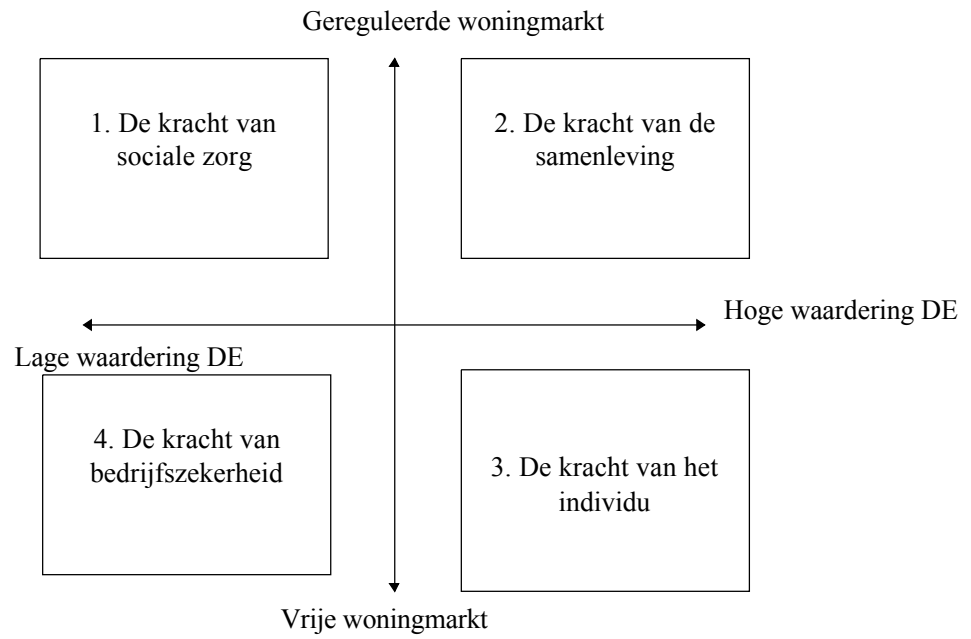 Gereguleerde woningmarkt
1. De kracht van
sociale zorg
2. De kracht van de
samenleving
Hoge waardering DE
Lage waardering DE
4. De kracht van
bedrijfszekerheid
3. De kracht van het
individu
Vrije woningmarkt